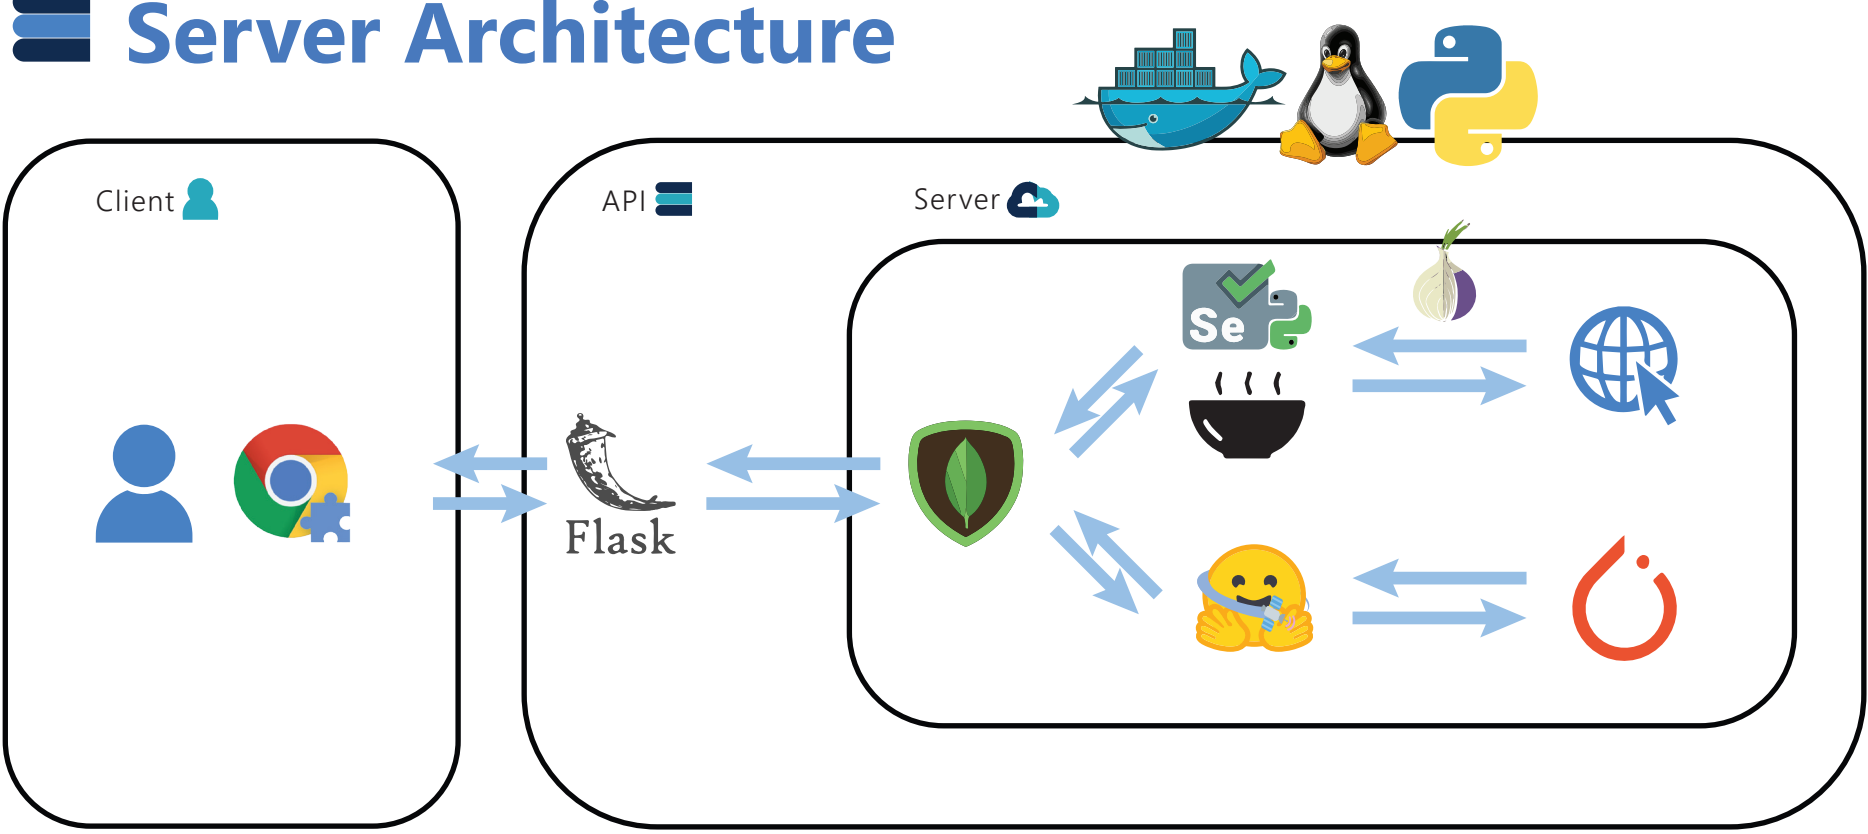 Server Architecture
Client
API
Server
Se
Flask